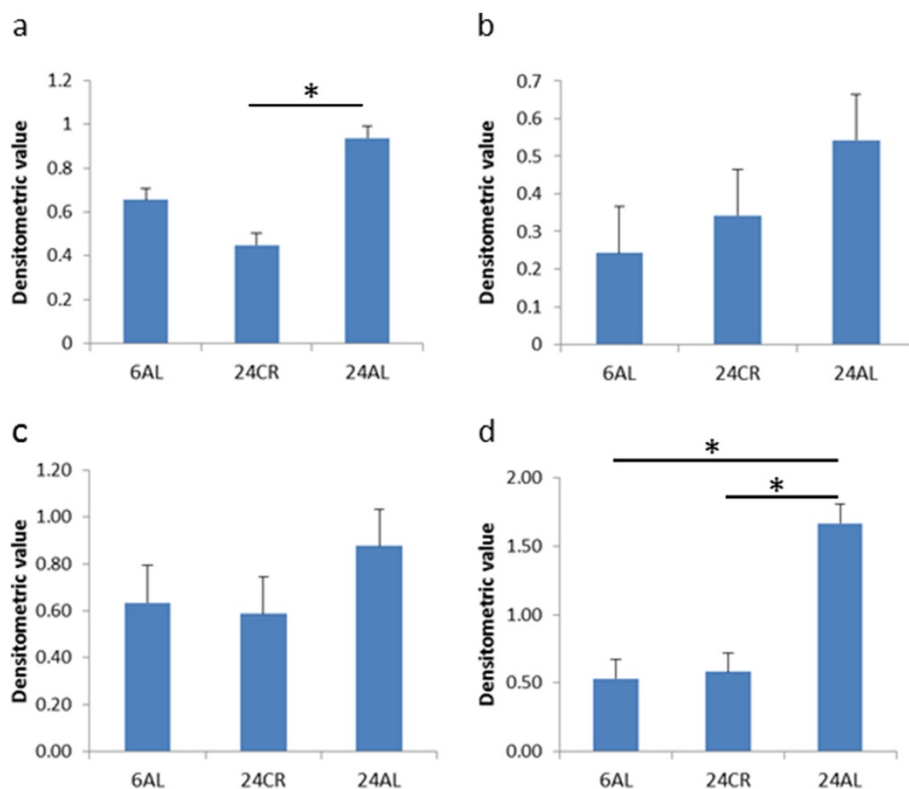 a
Densitometric value
1.2
1
0.8
0.6
0.4
0.2
0
*
6AL 24CR 24AL
b
Densitometric value
0.7
0.6
0.5
0.4
0.3
0.2
0.1
0
6AL 24CR 24AL
c
Densitometric value
1.20
1.00
0.80
0.60
0.40
0.20
0.00
6AL 24CR 24AL
d
Densitometric value
2.00
1.50
1.00
0.50
0.00
*
*
6AL 24CR 24AL